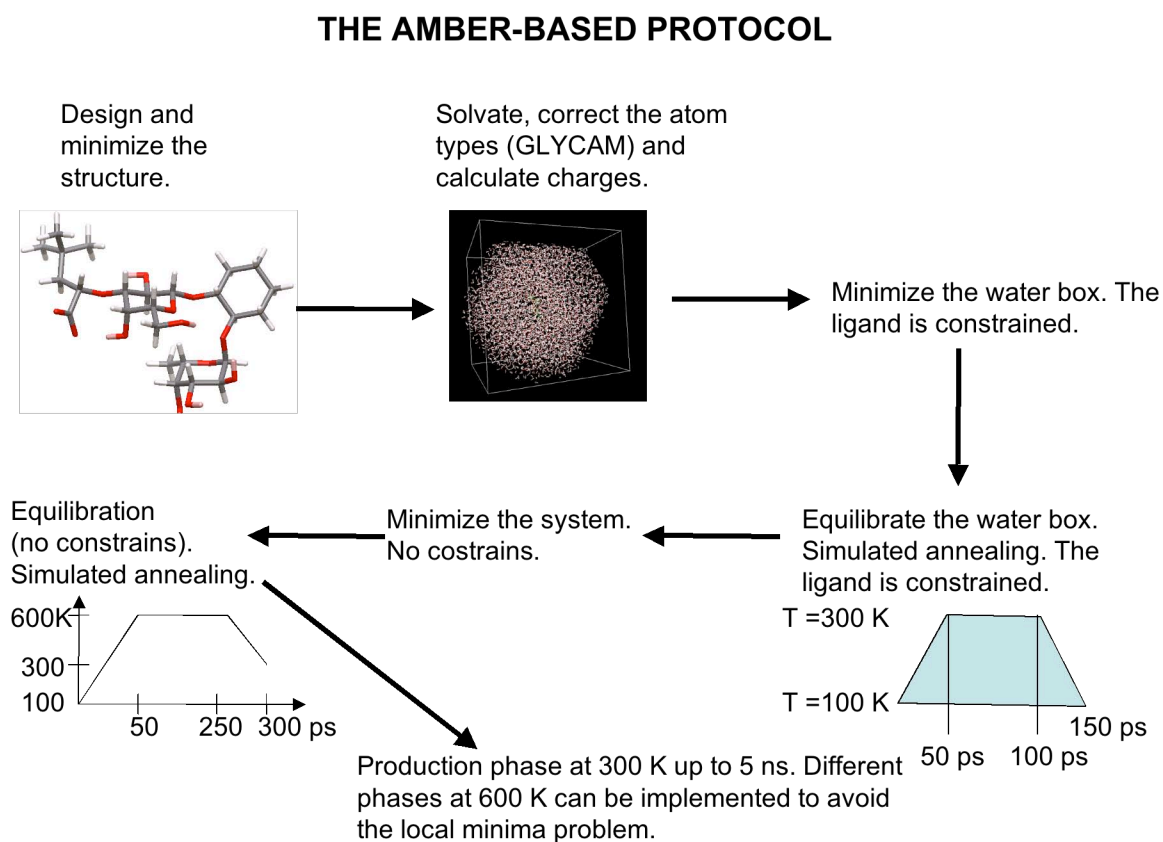 THE AMBER-BASED PROTOCOL
Design and
minimize the
structure.
Solvate, correct the atom
types (GLYCAM) and
calculate charges.
Minimize the water box. The
ligand is constrained.
Equilibrate the water box.
Simulated annealing. The
ligand is constrained.
T =300 K
T =100 K
50 ps
100 ps
150 ps
Minimize the system.
No costrains.
Equilibration
(no constrains).
Simulated annealing.
600K
300
100
50
250
300 ps
Production phase at 300 K up to 5 ns. Different
phases at 600 K can be implemented to avoid
the local minima problem.